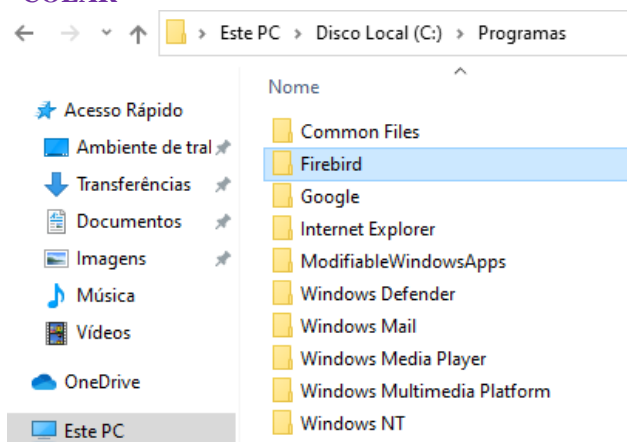 COLAR
Este PC > Disco Local (C:) > Programas
Nome
Acesso Rápido
Ambiente de tral
Transferências
Documentos
Imagens
Música
Vídeos
OneDrive
Este PC
Common Files
Firebird
Google
Internet Explorer
ModifiableWindowsApps
Windows Defender
Windows Mail
Windows Media Player
Windows Multimedia Platform
Windows NT